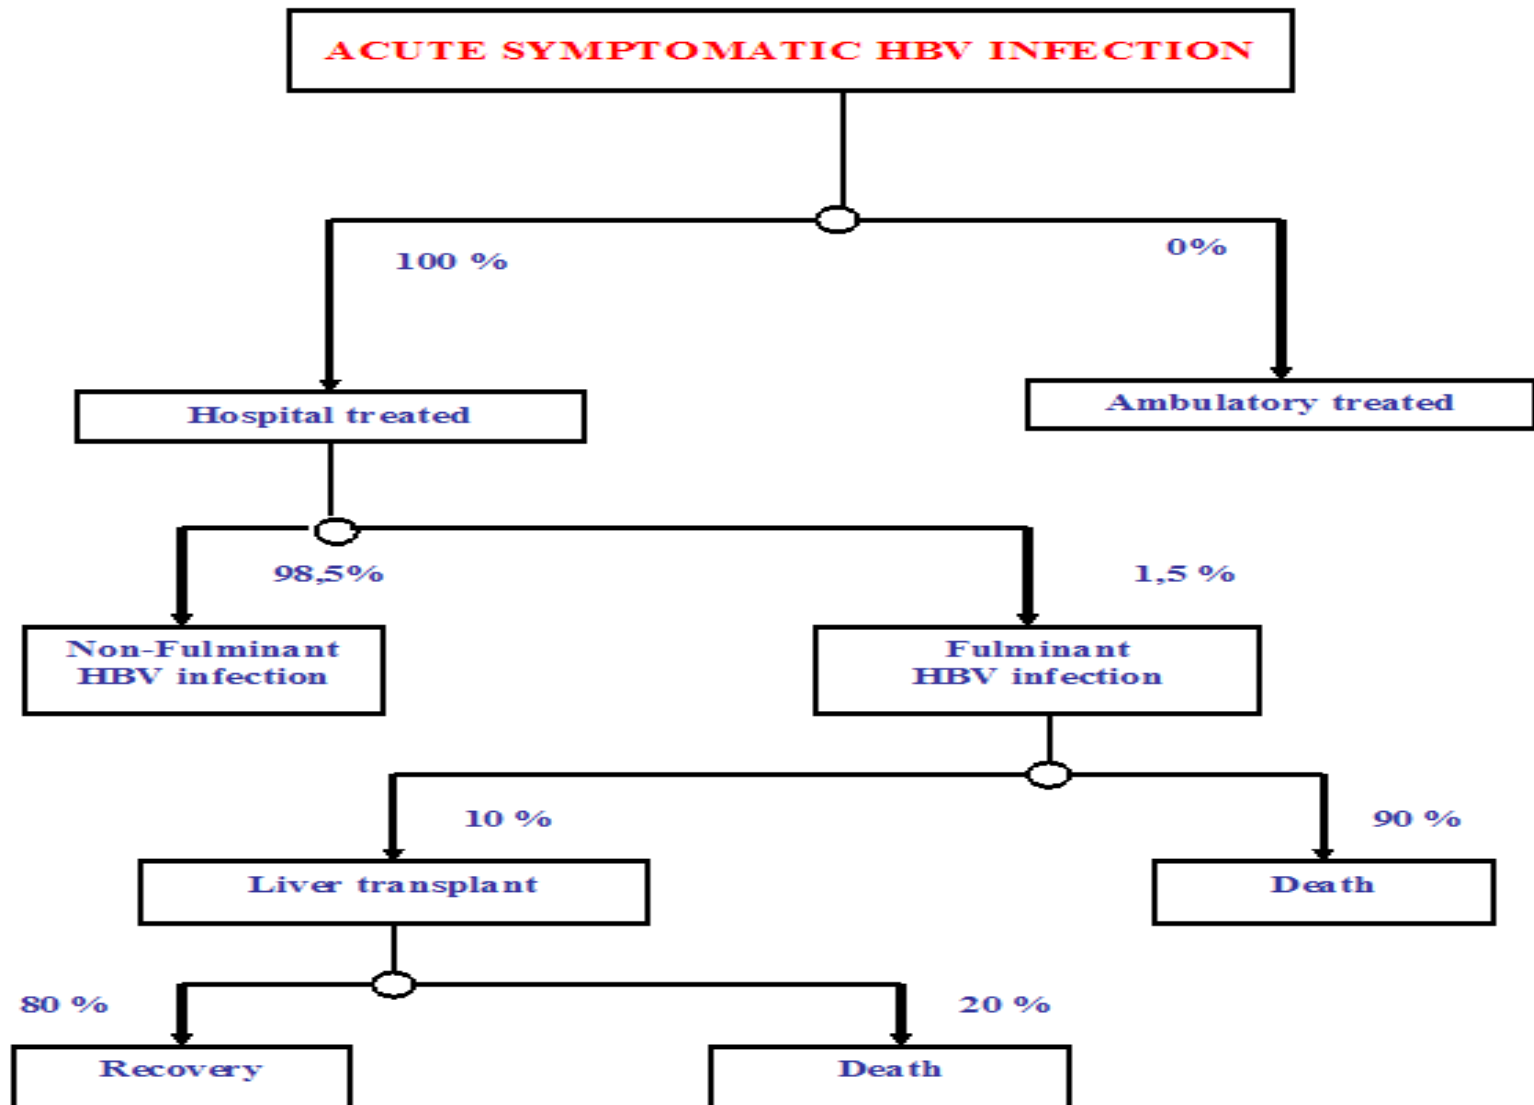 ACUTE SYMPTOMATIC HBV INFECTION
100 %
0%
Hospital treated
Ambulatory treated
98,5%
1,5 %
Non-Fulminant
HBV infection
Fulminant
HBV infection
10 %
90 %
Liver transplant
Death
80 %
20 %
Recovery
Death